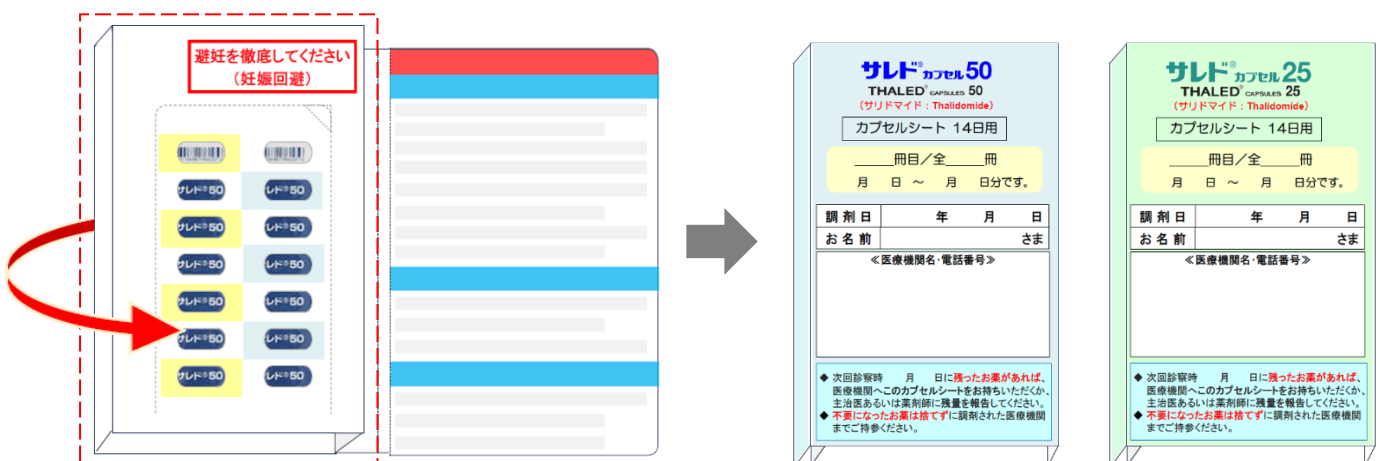 避妊を徹底してください
（妊娠回避）
サレド®50
レド®50
サレド®50
レド®50
サレド®50
レド®50
サレド®50
レド®50
サレド®50
レド®50
サレド®50
レド®50
サレド®カプセル50
THALED® CAPSULES 50
（サリドマイド：Thalidomide）
カプセルシート 14日用
＿＿＿冊目／全＿＿＿冊
月　日 ～ 月　日分です。
調剤日　年　月　日
お名前　さま
≪医療機関名･電話番号≫
◆ 次回診察時　月　日に残ったお薬があれば、
医療機関へこのカプセルシートをお持ちいただくか、
主治医あるいは薬剤師に残量を報告してください。
◆ 不要になったお薬は捨てずに調剤された医療機関
までご持参ください。
サレド®カプセル25
THALED® CAPSULES 25
（サリドマイド：Thalidomide）
カプセルシート 14日用
＿＿＿冊目／全＿＿＿冊
月　日 ～ 月　日分です。
調剤日　年　月　日
お名前　さま
≪医療機関名･電話番号≫
◆ 次回診察時　月　日に残ったお薬があれば、
医療機関へこのカプセルシートをお持ちいただくか、
主治医あるいは薬剤師に残量を報告してください。
◆ 不要になったお薬は捨てずに調剤された医療機関
までご持参ください。